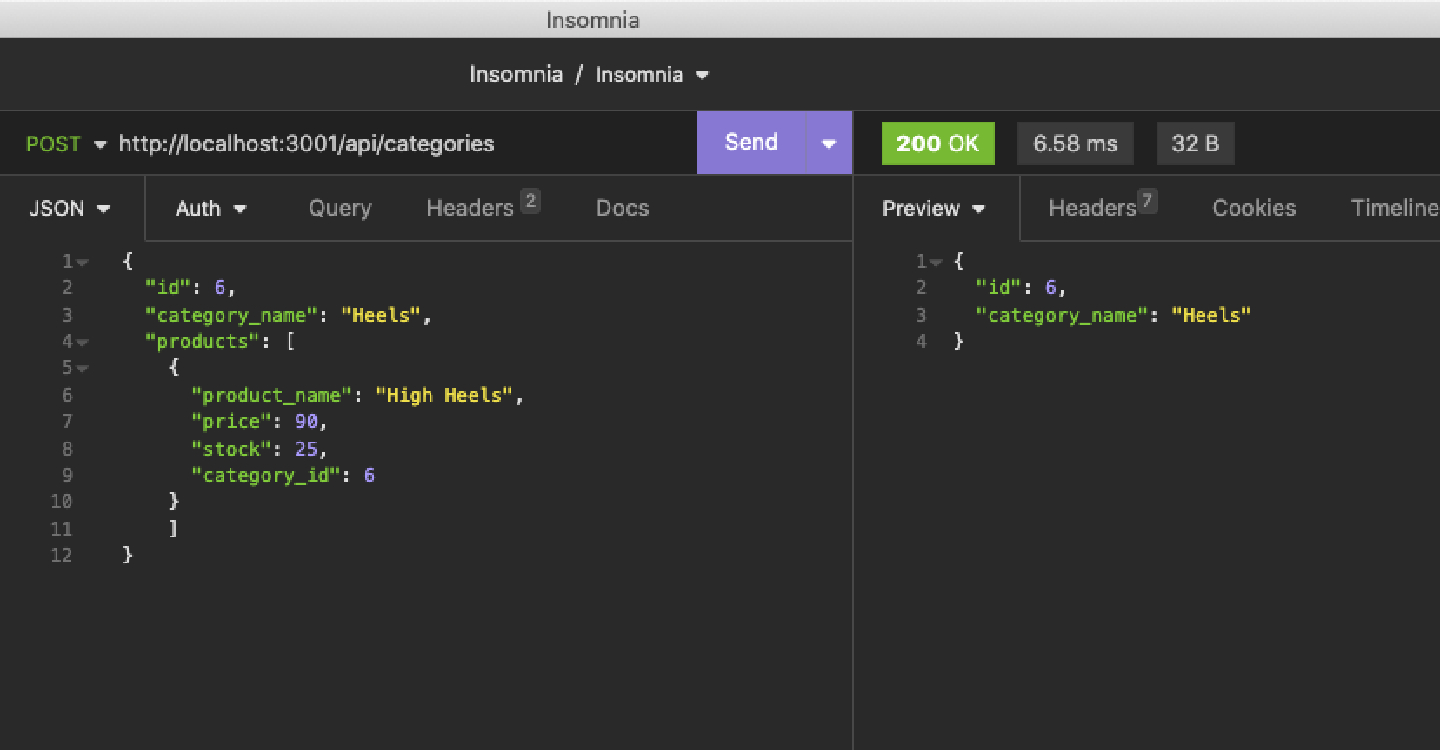 Insomnia
Insomnia / Insomnia
POST http://localhost:3001/api/categories Send 200 OK 6.58 ms 32 B
JSON Auth Query Headers 2 Docs Preview Headers 7 Cookies Timeline
1 {
2 "id": 6,
3 "category_name": "Heels",
4 "products": [
5 {
6 "product_name": "High Heels",
7 "price": 90,
8 "stock": 25,
9 "category_id": 6
10 }
11 ]
12 }
1 {
2 "id": 6,
3 "category_name": "Heels"
4 }